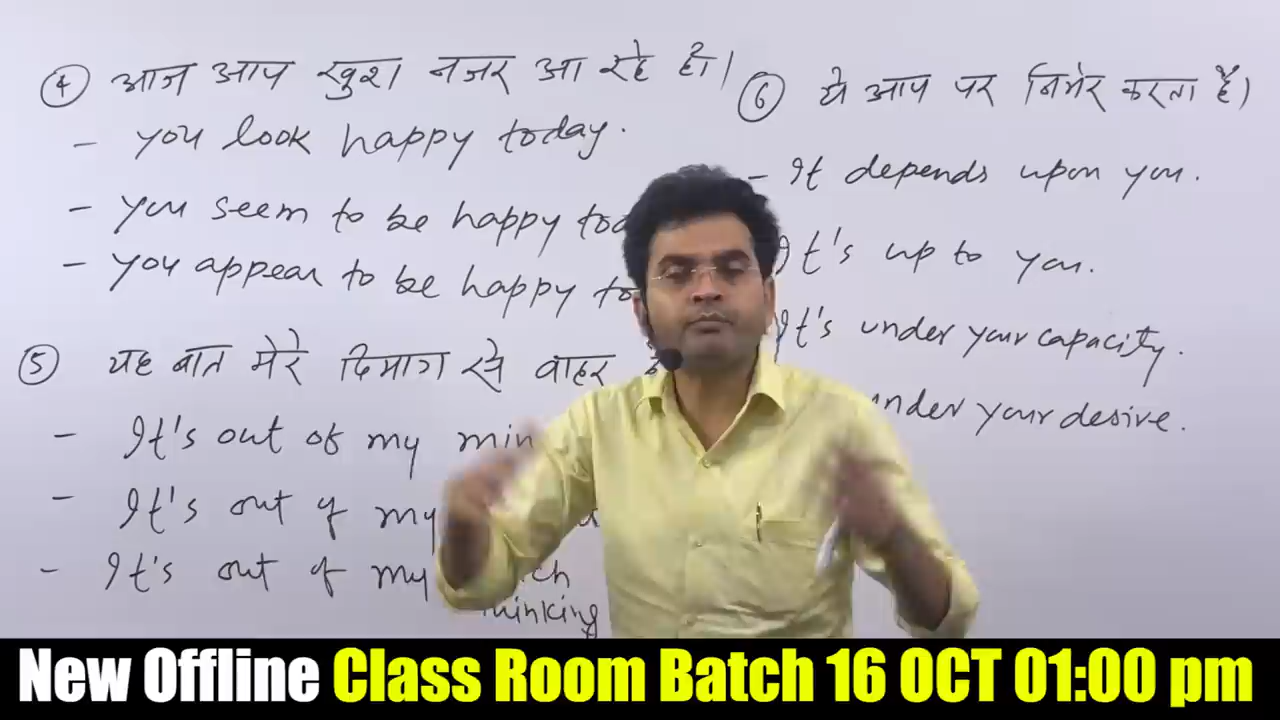 ④ आज आप खुश नजर आ रहे हो।
- you look happy today.
- you seem to be happy
- you appear to be happy
⑤ यह बात मेरे दिमाग से बाहर
- It's out of my
- It's out of my
- It's out of my
thinking
⑥ ये आप पर निर्भर करता है।
- It depends upon you.
It's up to you.
It's under your capacity.
under your desire.
New Offline Class Room Batch 16 OCT 01:00 pm